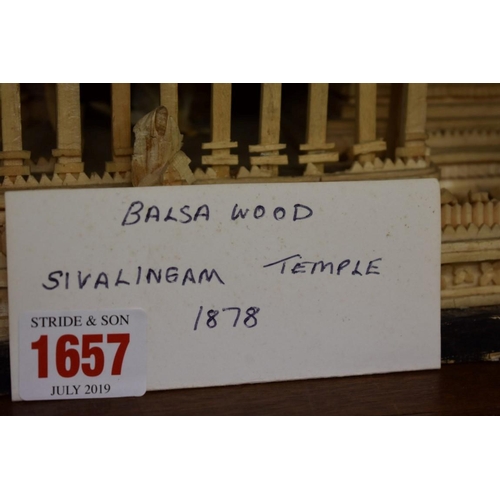 BALSA WOOD
SIVALINGAM TEMPLE
1878
STRIDE & SON
1657
JULY 2019